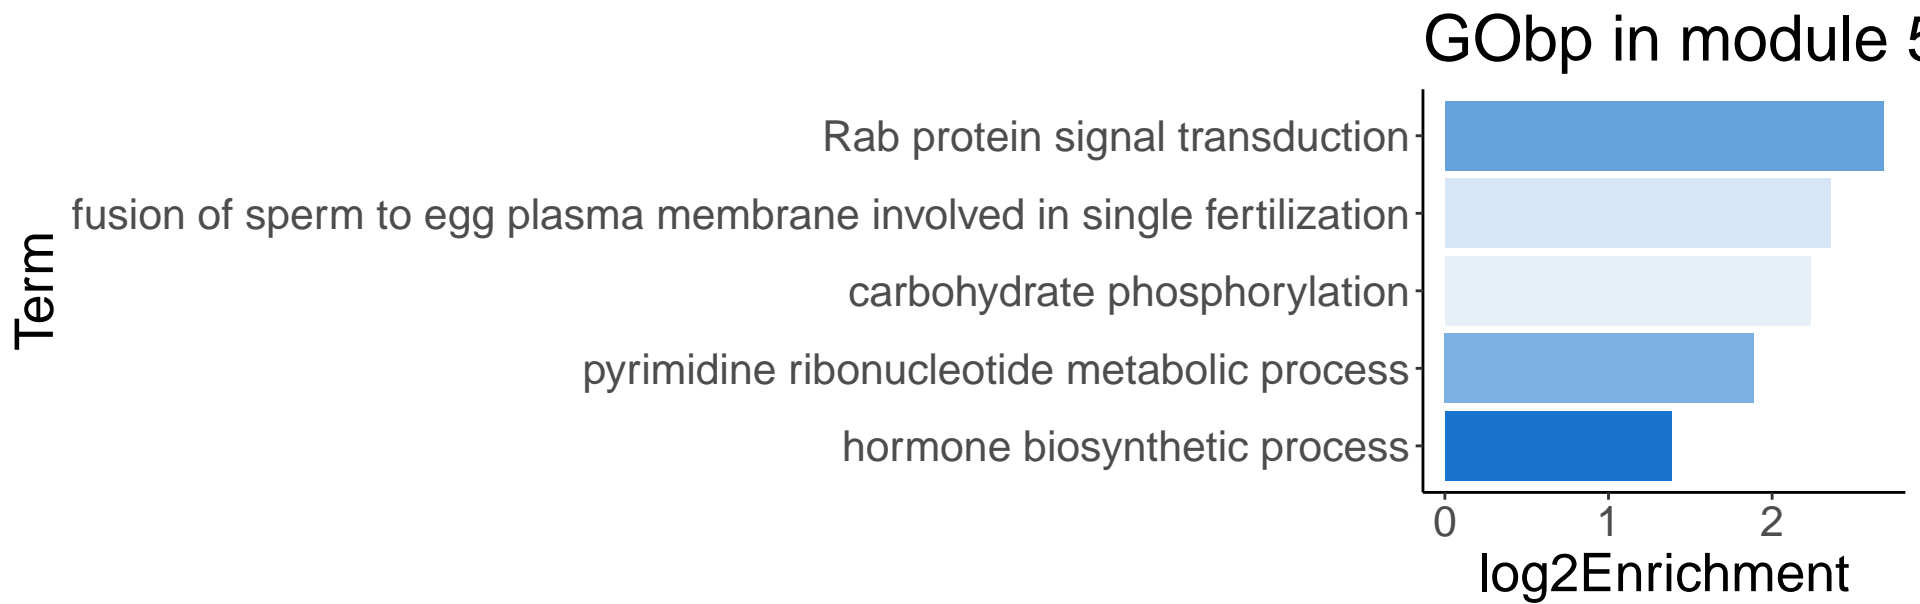 GObp in module 5
Rab protein signal transduction
fusion of sperm to egg plasma membrane involved in single fertilization
carbohydrate phosphorylation
pyrimidine ribonucleotide metabolic process
hormone biosynthetic process
Term
0 1 2
log2Enrichment